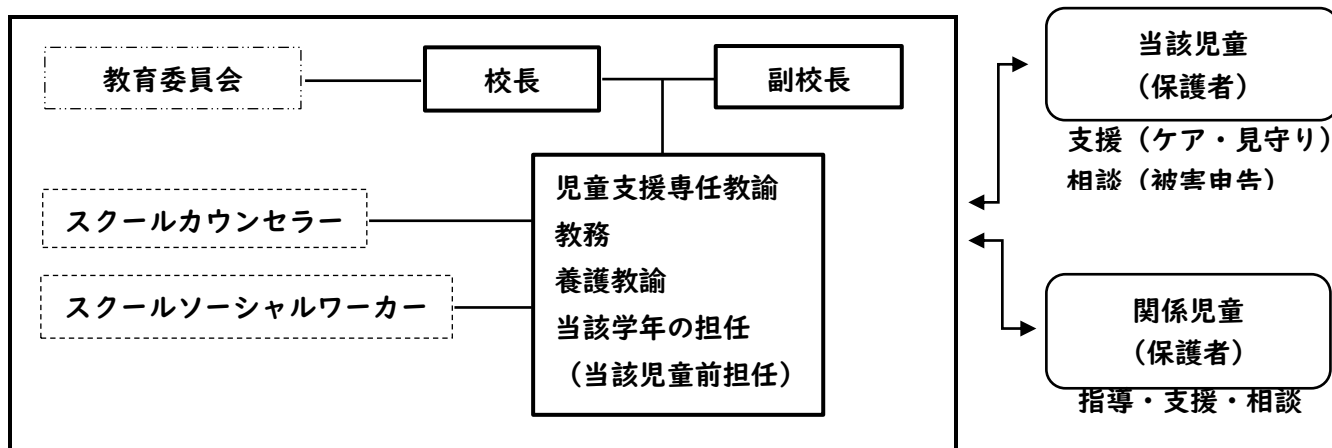 教育委員会
校長
副校長
スクールカウンセラー
スクールソーシャルワーカー
児童支援専任教諭
教務
養護教諭
当該学年の担任
（当該児童前担任）
当該児童
（保護者）
支援（ケア・見守り）
相談（被害申告）
関係児童
（保護者）
指導・支援・相談